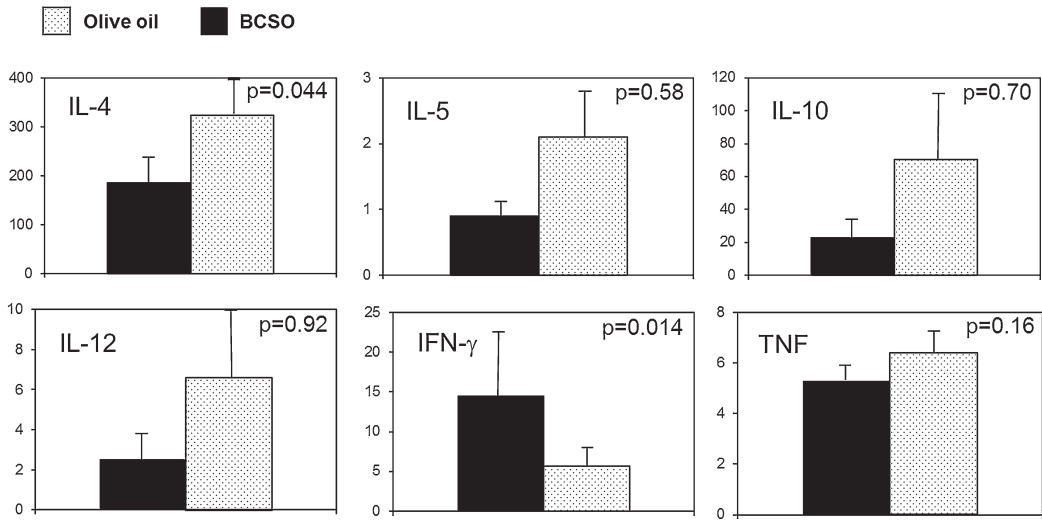 Olive oil BCSO
400
300
200
100
0
IL-4
p=0.044
3
2
1
0
IL-5
p=0.58
120
100
80
60
40
20
0
IL-10
p=0.70
10
8
6
4
2
0
IL-12
p=0.92
25
20
15
10
5
0
IFN-γ
p=0.014
8
6
4
2
0
TNF
p=0.16